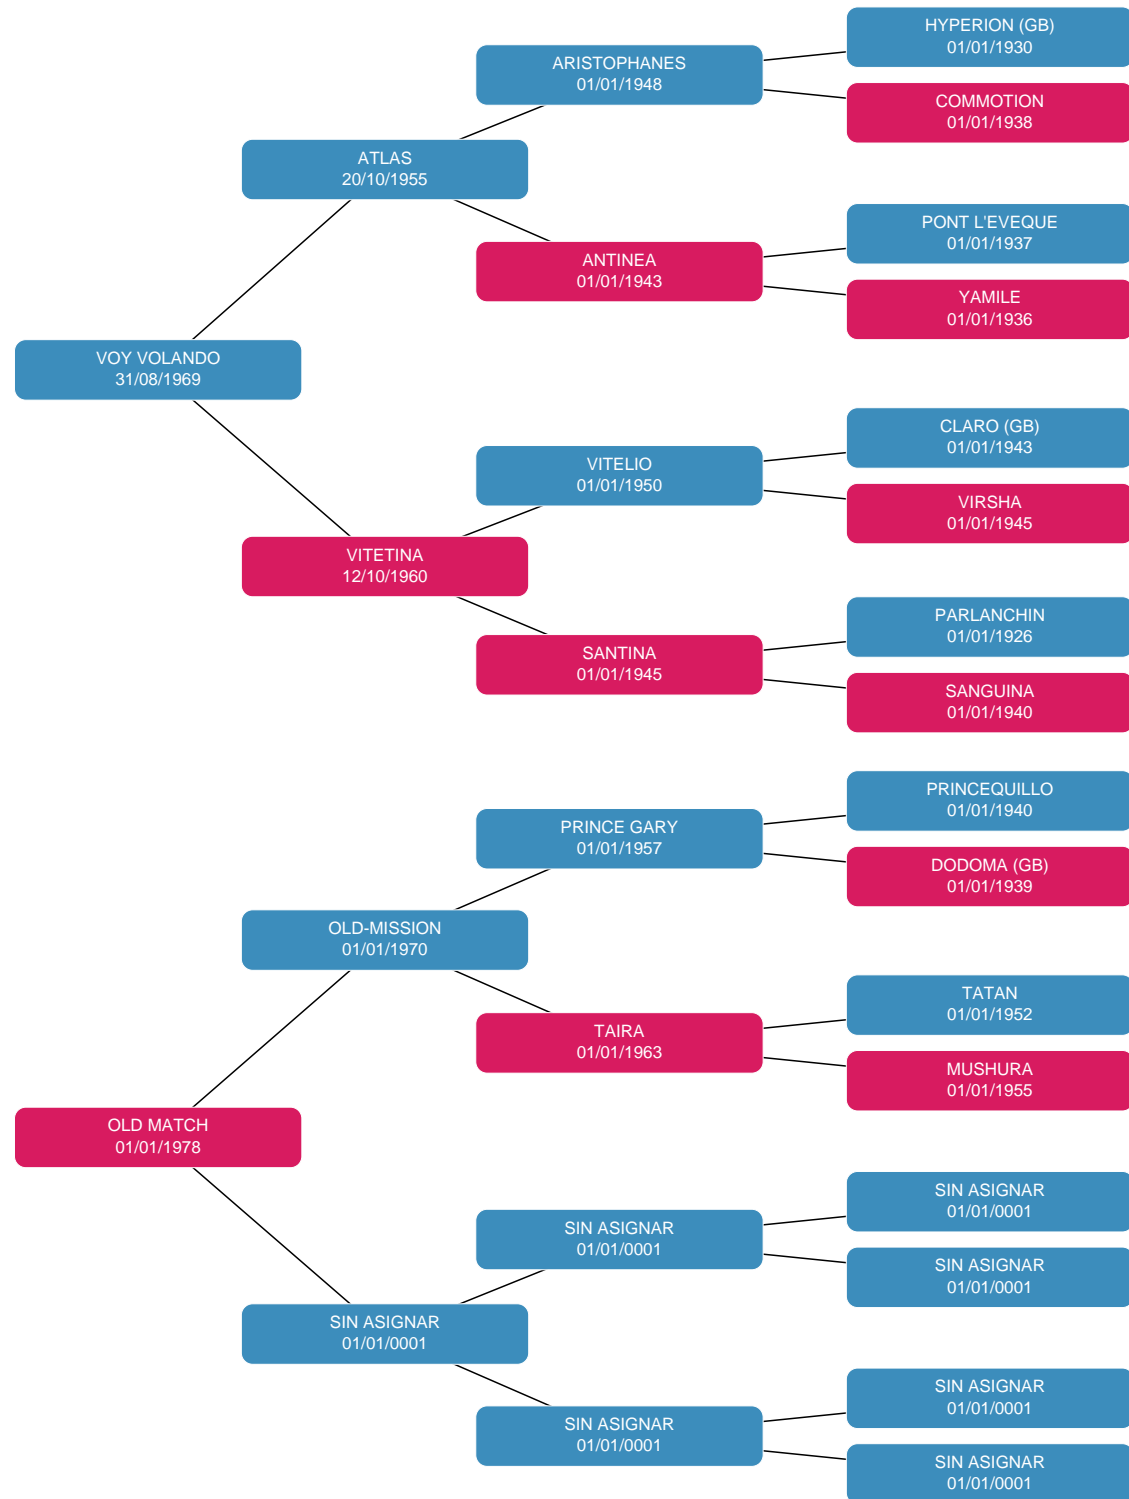 HYPERION (GB)
01/01/1930
ARISTOPHANES
01/01/1948
COMMOTION
01/01/1938
ATLAS
20/10/1955
PONT L'EVEQUE
01/01/1937
ANTINEA
01/01/1943
YAMILE
01/01/1936
VOY VOLANDO
31/08/1969
CLARO (GB)
01/01/1943
VITELIO
01/01/1950
VIRSHA
01/01/1945
VITETINA
12/10/1960
PARLANCHIN
01/01/1926
SANTINA
01/01/1945
SANGUINA
01/01/1940
PRINCEQUILLO
01/01/1940
PRINCE GARY
01/01/1957
DODOMA (GB)
01/01/1939
OLD-MISSION
01/01/1970
TATAN
01/01/1952
TAIRA
01/01/1963
MUSHURA
01/01/1955
OLD MATCH
01/01/1978
SIN ASIGNAR
01/01/0001
SIN ASIGNAR
01/01/0001
SIN ASIGNAR
01/01/0001
SIN ASIGNAR
01/01/0001
SIN ASIGNAR
01/01/0001
SIN ASIGNAR
01/01/0001
SIN ASIGNAR
01/01/0001